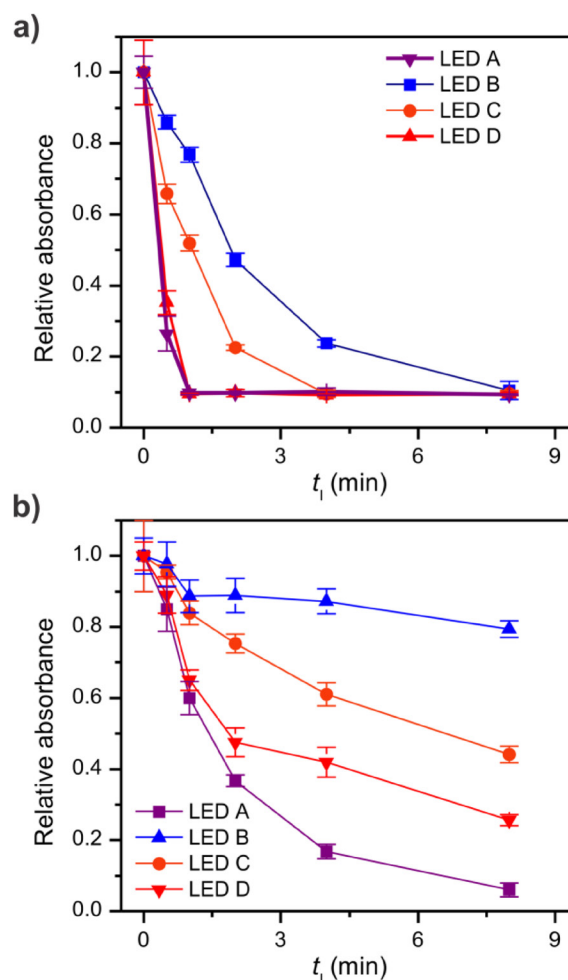 a)
Relative absorbance
1.0
0.8
0.6
0.4
0.2
0.0
LED A
LED B
LED C
LED D
0 3 6 9
t_I (min)
b)
Relative absorbance
1.0
0.8
0.6
0.4
0.2
0.0
LED A
LED B
LED C
LED D
0 3 6 9
t_I (min)